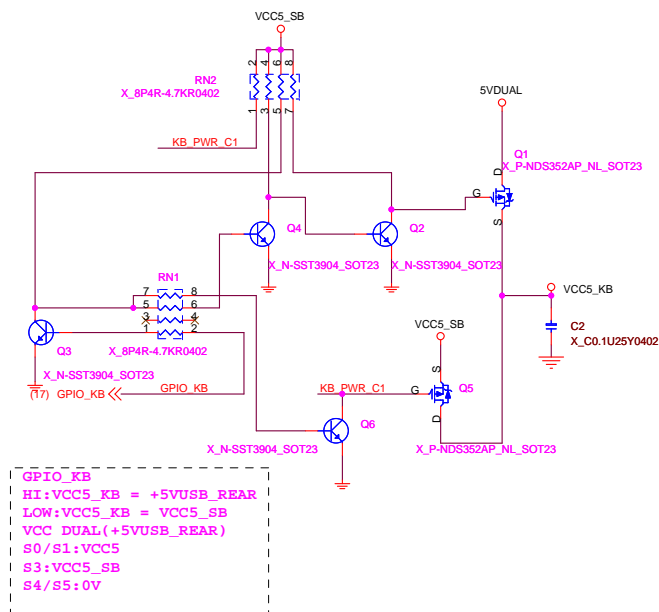 VCC5_SB
RN2
X_8P4R-4.7KR0402
2 4 6 8
1 3 5 7
KB_PWR_C1
5VDUAL
Q1
X_P-NDS352AP_NL_SOT23
D
G
S
Q4
Q2
X_N-SST3904_SOT23
X_N-SST3904_SOT23
RN1
7 8
5 6
3 4
1 2
X_8P4R-4.7KR0402
Q3
X_N-SST3904_SOT23
(17) GPIO_KB
GPIO_KB
VCC5_KB
C2
X_C0.1U25Y0402
VCC5_SB
S
G
D
Q5
KB_PWR_C1
X_P-NDS352AP_NL_SOT23
Q6
X_N-SST3904_SOT23
GPIO_KB
HI:VCC5_KB = +5VUSB_REAR
LOW:VCC5_KB = VCC5_SB
VCC DUAL(+5VUSB_REAR)
S0/S1:VCC5
S3:VCC5_SB
S4/S5:0V